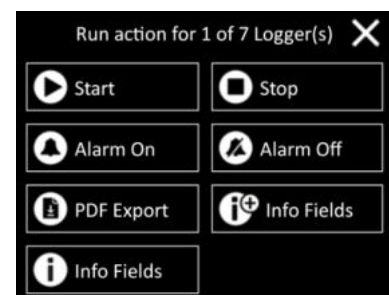 Run action for 1 of 7 Logger(s)
Start
Stop
Alarm On
Alarm Off
PDF Export
Info Fields
Info Fields